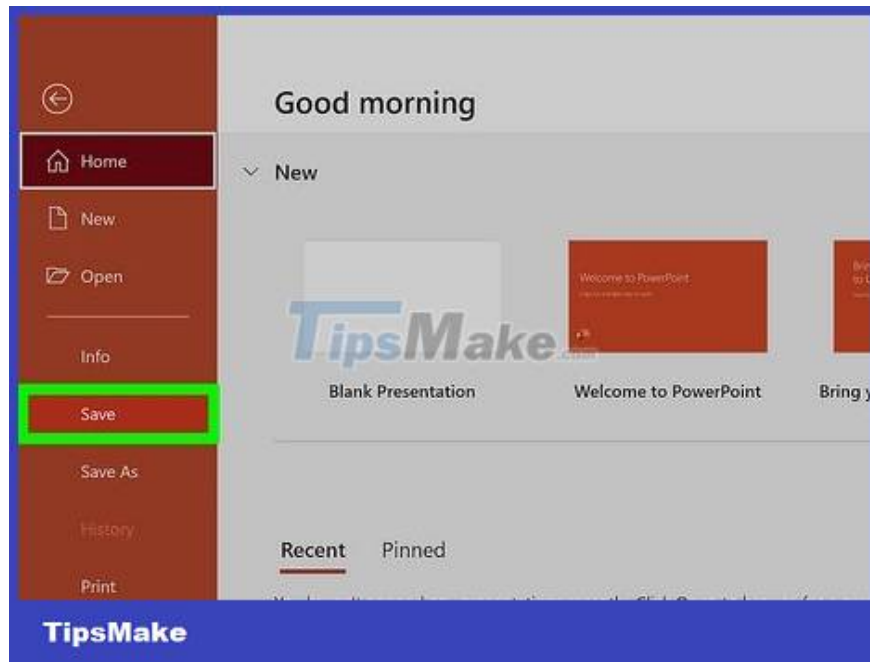 Good morning
Home
New
New
Open
Info
Save
Save As
History
Print
Welcome to PowerPoint
TipsMake.com
Blank Presentation
Welcome to PowerPoint
Bring
Recent Pinned
TipsMake